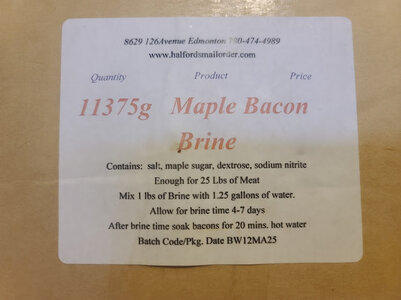 8629 126Avenue Edmonton 780-474-4989
www.halfordsmailorder.com
Quantity Product Price
11375g Maple Bacon
Brine
Contains: salt, maple sugar, dextrose, sodium nitrite
Enough for 25 Lbs of Meat
Mix 1 lbs of Brine with 1.25 gallons of water.
Allow for brine time 4-7 days
After brine time soak bacons for 20 mins. hot water
Batch Code/Pkg. Date BW12MA25